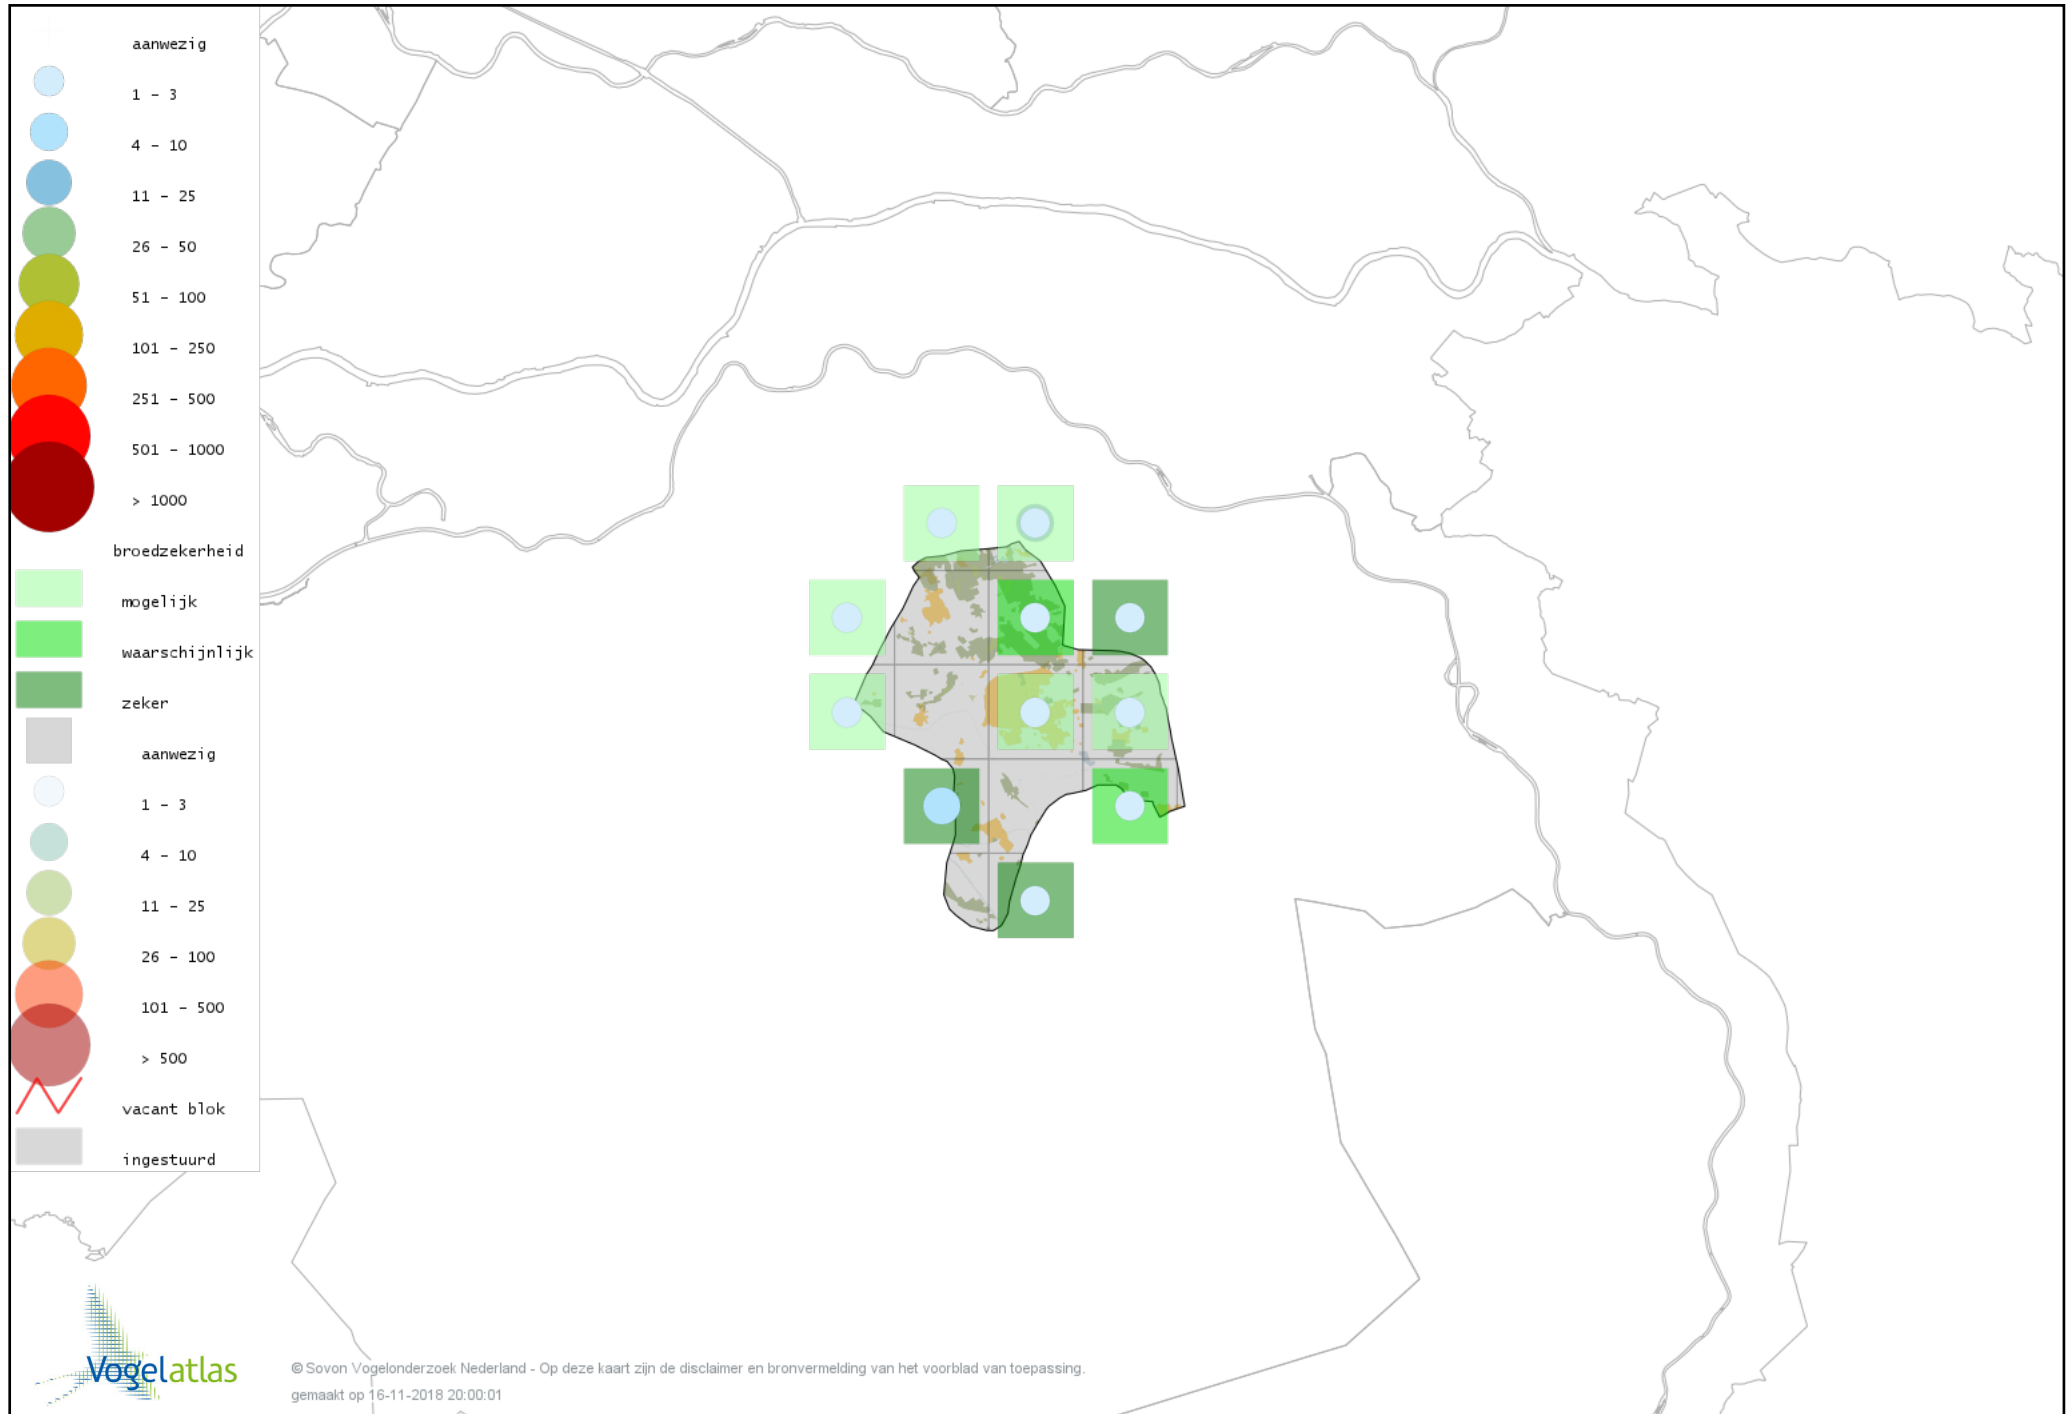 aanwezig
1 - 3
4 - 10
11 - 25
26 - 50
51 - 100
101 - 250
251 - 500
501 - 1000
> 1000
broedzekerheid
mogelijk
waarschijnlijk
zeker
aanwezig
1 - 3
4 - 10
11 - 25
26 - 100
101 - 500
> 500
vacant blok
ingestuurd
Vogelatlas
© Sovon Vogelonderzoek Nederland - Op deze kaart zijn de disclaimer en bronvermelding van het voorblad van toepassing.
gemaakt op 16-11-2018 20:00:01